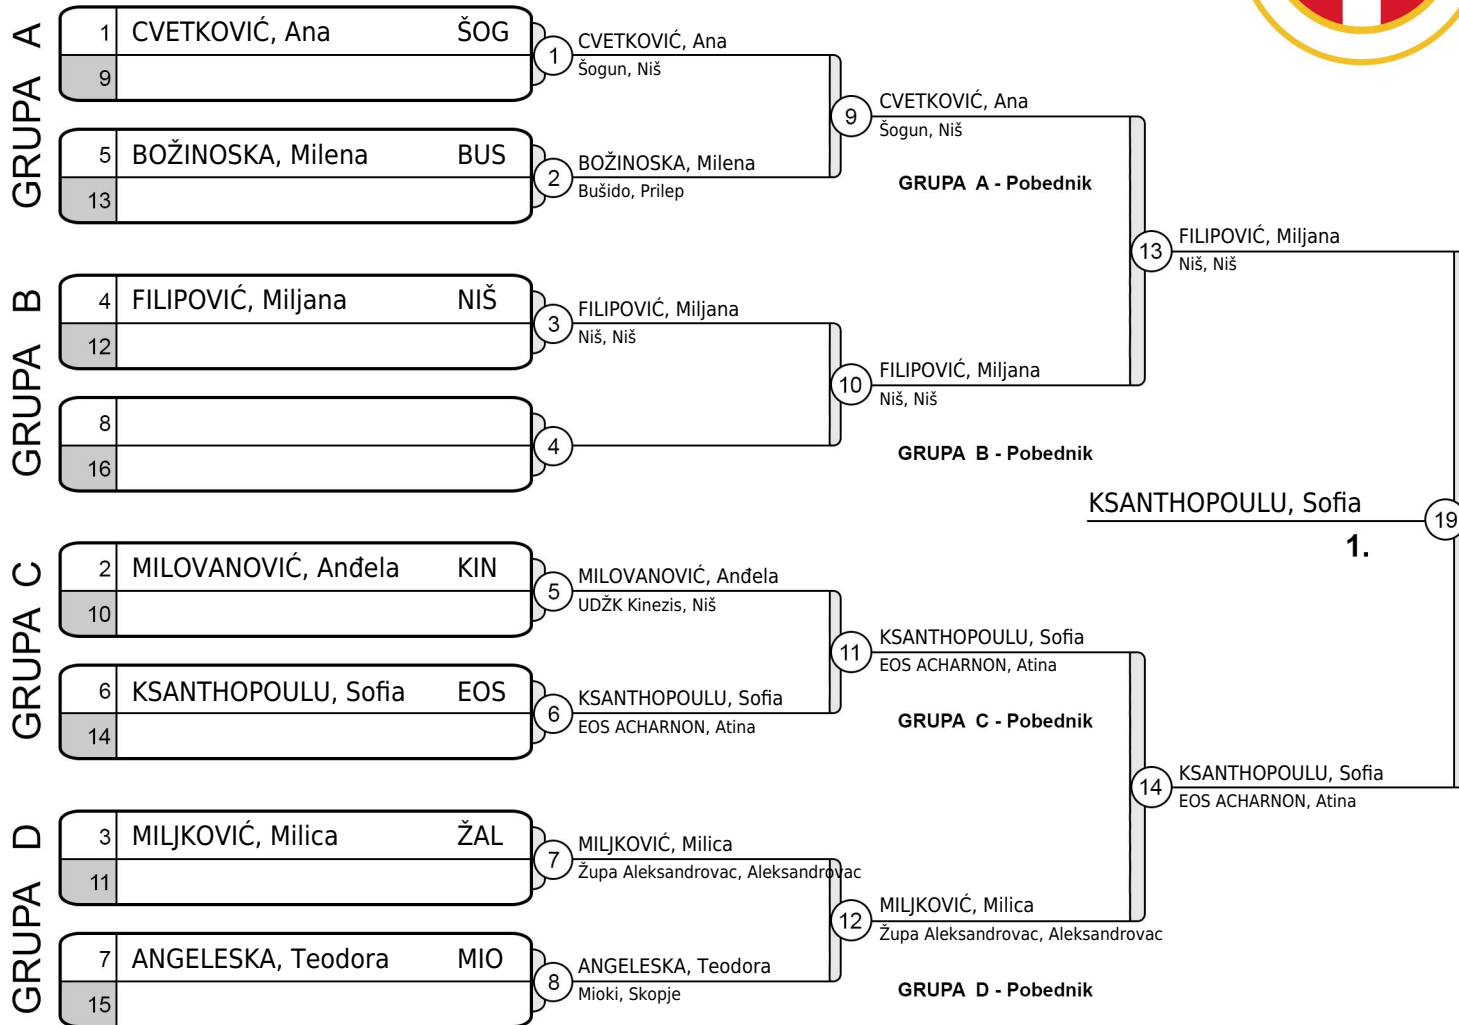 GRUPA A
1 CVETKOVIĆ, Ana ŠOG
9
5 BOŽINOSKA, Milena BUS
13
1
CVETKOVIĆ, Ana
Šogun, Niš
2
BOŽINOSKA, Milena
Bušido, Prilep
9
CVETKOVIĆ, Ana
Šogun, Niš
GRUPA A - Pobednik
GRUPA B
4 FILIPOVIĆ, Miljana NIŠ
12
8
16
3
FILIPOVIĆ, Miljana
Niš, Niš
4
10
FILIPOVIĆ, Miljana
Niš, Niš
GRUPA B - Pobednik
13
FILIPOVIĆ, Miljana
Niš, Niš
KSANTHOPOULU, Sofia
19
1.
GRUPA C
2 MILOVANOVIĆ, Anđela KIN
10
6 KSANTHOPOULU, Sofia EOS
14
5
MILOVANOVIĆ, Anđela
UDŽK Kinezis, Niš
6
KSANTHOPOULU, Sofia
EOS ACHARNON, Atina
11
KSANTHOPOULU, Sofia
EOS ACHARNON, Atina
GRUPA C - Pobednik
14
KSANTHOPOULU, Sofia
EOS ACHARNON, Atina
GRUPA D
3 MILJKOVIĆ, Milica ŽAL
11
7 ANGELESKA, Teodora MIO
15
7
MILJKOVIĆ, Milica
Župa Aleksandrovac, Aleksandrovac
8
ANGELESKA, Teodora
Mioki, Skopje
12
MILJKOVIĆ, Milica
Župa Aleksandrovac, Aleksandrovac
GRUPA D - Pobednik